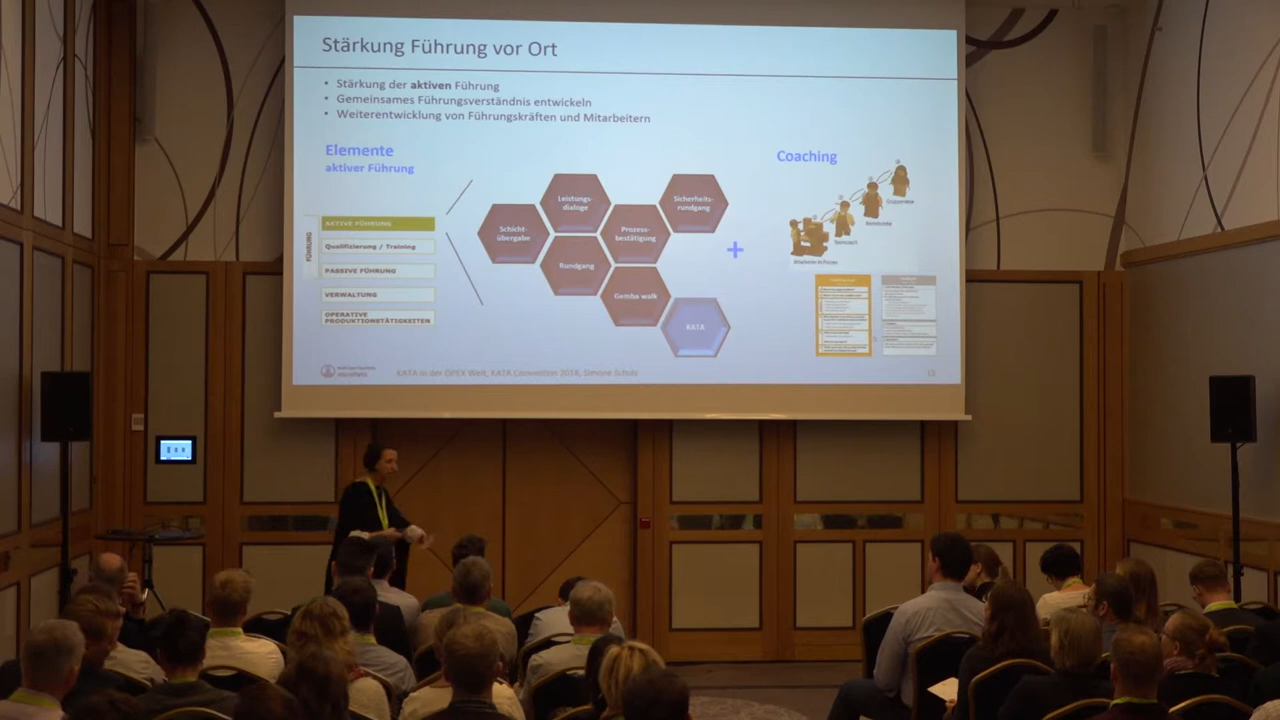 Stärkung Führung vor Ort
• Stärkung der aktiven Führung
• Gemeinsames Führungsverständnis entwickeln
• Weiterentwicklung von Führungskräften und Mitarbeitern
Elemente
aktiver Führung
FÜHRUNG
AKTIVE FÜHRUNG
Qualifizierung / Training
PASSIVE FÜHRUNG
VERWALTUNG
OPERATIVE
PRODUKTIONSTÄTIGKEITEN
Schicht-
übergabe
Leistungs-
dialoge
Rundgang
Prozess-
bestätigung
Sicherheits-
rundgang
Gemba walk
KATA
+
Coaching
KATA in der OPEX Welt, KATA Convention 2018, Simone Schulz
15